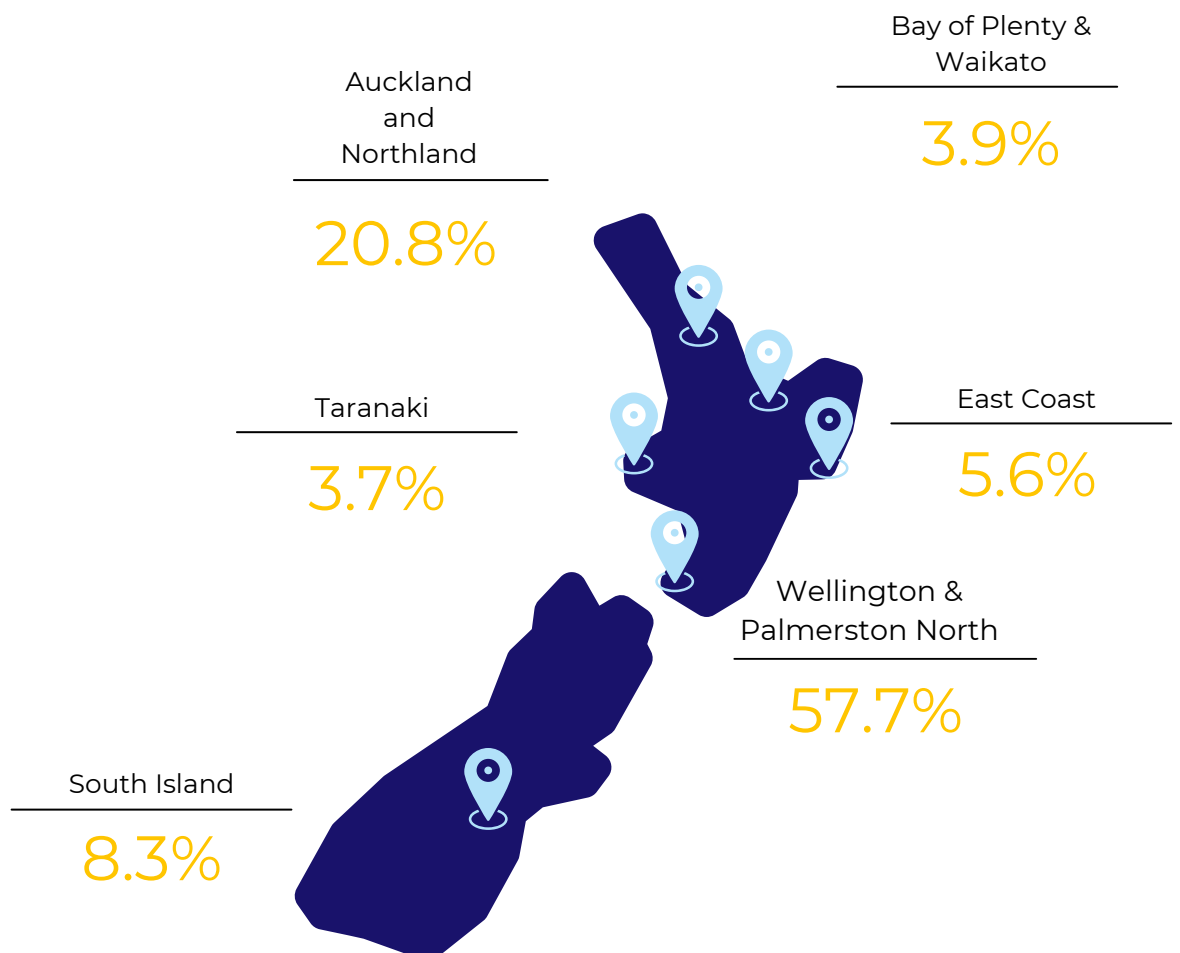 Bay of Plenty &
Waikato
3.9%
Auckland
and
Northland
20.8%
Taranaki
3.7%
East Coast
5.6%
Wellington &
Palmerston North
57.7%
South Island
8.3%